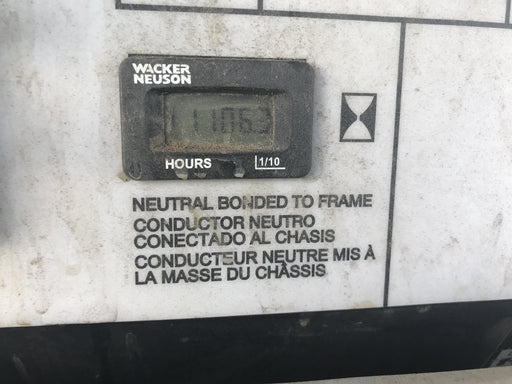 WACKER
NEUSON
111063
HOURS 1/10
NEUTRAL BONDED TO FRAME
CONDUCTOR NEUTRO
CONECTADO AL CHASIS
CONDUCTEUR NEUTRE MIS À
LA MASSE DU CHÂSSIS